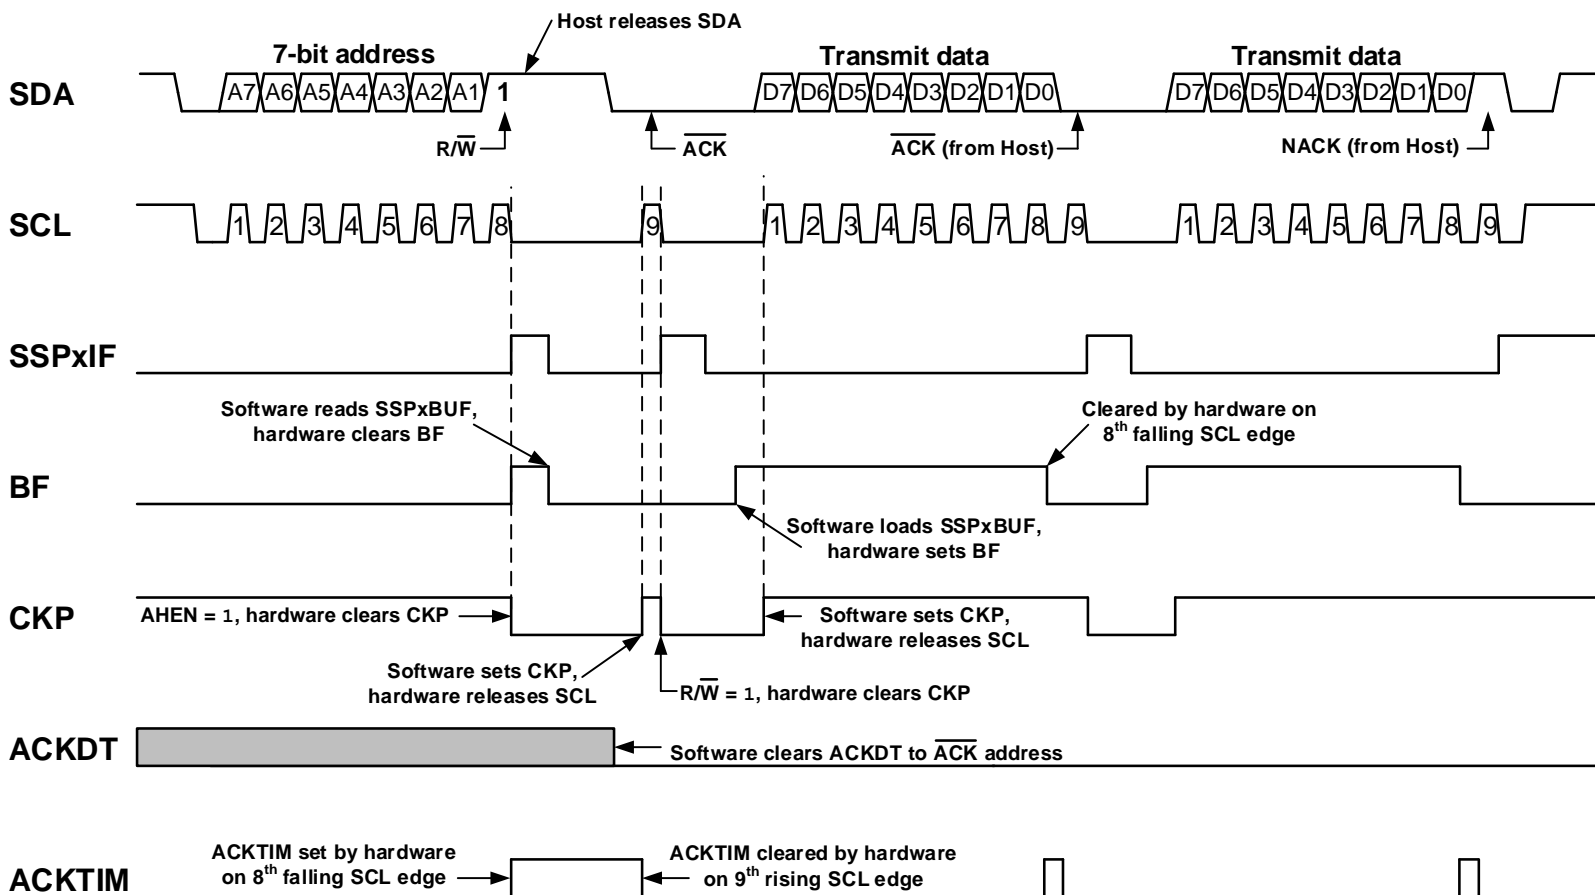 Host releases SDA
7-bit address
Transmit data
Transmit data
SDA
A7 A6 A5 A4 A3 A2 A1 1
D7 D6 D5 D4 D3 D2 D1 D0
D7 D6 D5 D4 D3 D2 D1 D0
R/W̅
A̅C̅K̅
A̅C̅K̅ (from Host)
NACK (from Host)
SCL
1 2 3 4 5 6 7 8 9
1 2 3 4 5 6 7 8 9
1 2 3 4 5 6 7 8 9
SSPxIF
Software reads SSPxBUF,
hardware clears BF
Cleared by hardware on
8th falling SCL edge
BF
Software loads SSPxBUF,
hardware sets BF
CKP
AHEN = 1, hardware clears CKP
Software sets CKP,
hardware releases SCL
Software sets CKP,
hardware releases SCL
R/W̅ = 1, hardware clears CKP
ACKDT
Software clears ACKDT to A̅C̅K̅ address
ACKTIM
ACKTIM set by hardware
on 8th falling SCL edge
ACKTIM cleared by hardware
on 9th rising SCL edge